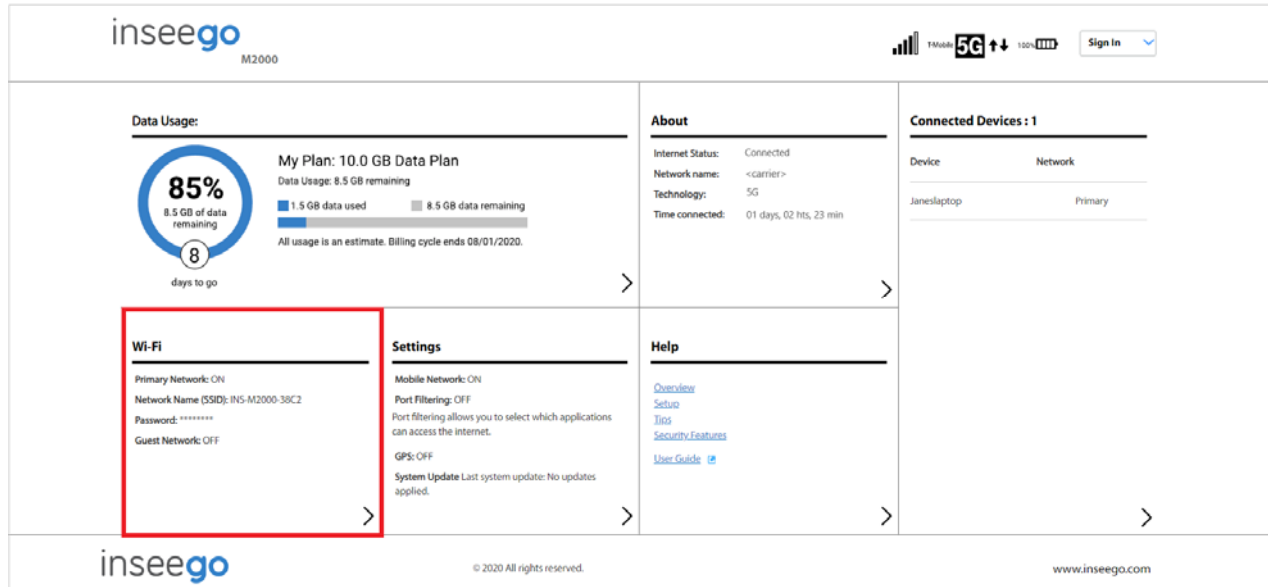 inseego
M2000
T-Mobile 5G 100%
Sign In
Data Usage:
85%
8.5 GB of data
remaining
8
days to go
My Plan: 10.0 GB Data Plan
Data Usage: 8.5 GB remaining
1.5 GB data used 8.5 GB data remaining
All usage is an estimate. Billing cycle ends 08/01/2020.
About
Internet Status: Connected
Network name: <carrier>
Technology: 5G
Time connected: 01 days, 02 hts, 23 min
Connected Devices : 1
Device Network
Janeslaptop Primary
Wi-Fi
Primary Network: ON
Network Name (SSID): INS-M2000-38C2
Password: ********
Guest Network: OFF
Settings
Mobile Network: ON
Port Filtering: OFF
Port filtering allows you to select which applications
can access the internet.
GPS: OFF
System Update Last system update: No updates
applied.
Help
Overview
Setup
Tips
Security Features
User Guide
inseego
© 2020 All rights reserved.
www.inseego.com